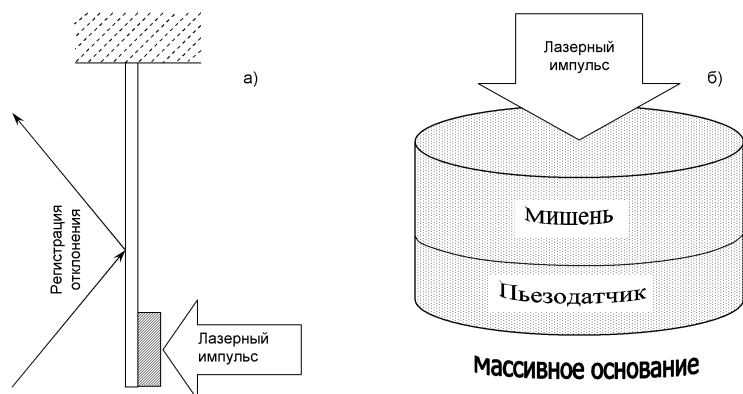 а)
Регистрация
отклонения
Лазерный
импульс
Лазерный
импульс
б)
Мишень
Пьезодатчик
Массивное основание